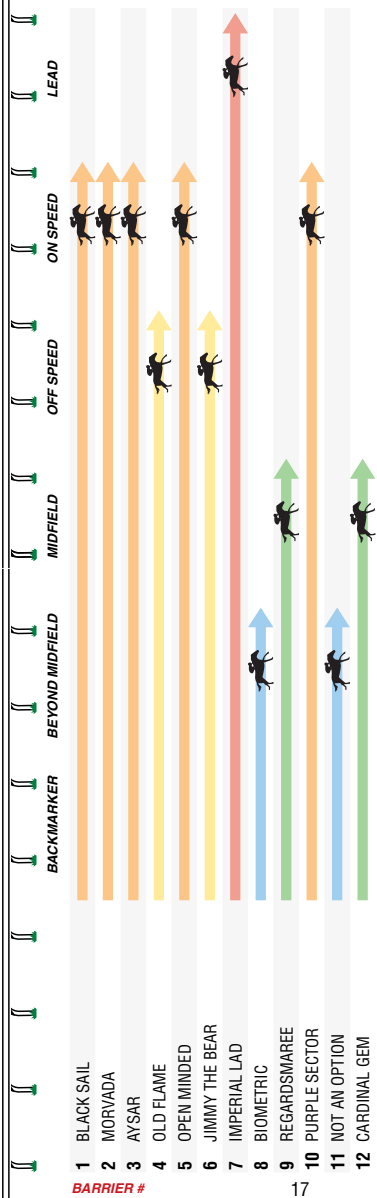 BACKMARKER BEYOND MIDFIELD MIDFIELD OFF SPEED ON SPEED LEAD
1 BLACK SAIL
2 MORVADA
3 AYSAR
4 OLD FLAME
5 OPEN MINDED
6 JIMMY THE BEAR
7 IMPERIAL LAD
8 BIOMETRIC
9 REGARDSMAREE
10 PURPLE SECTOR
11 NOT AN OPTION
12 CARDINAL GEM
BARRIER #
17